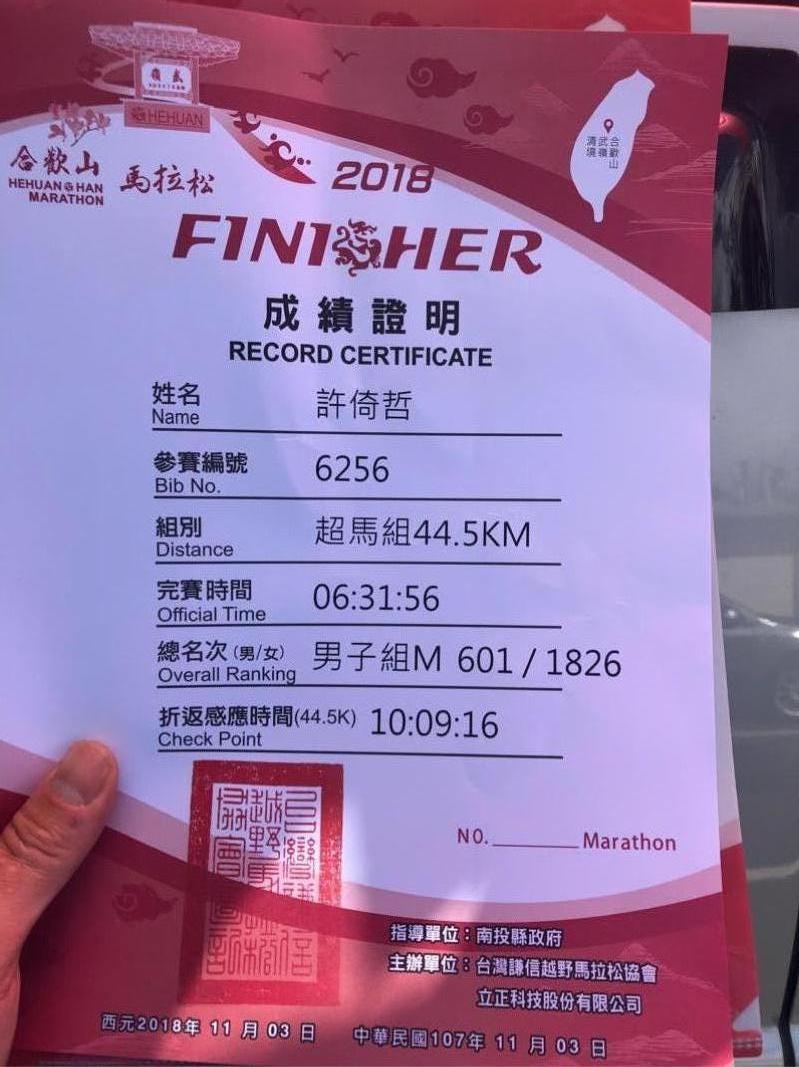 武嶺
HEHUAN
合歡山
HEHUAN SHAN
MARATHON
馬拉松
合歡山
武嶺
清境
2018
FINISHER
成績證明
RECORD CERTIFICATE
姓名 許倚哲
Name
參賽編號 6256
Bib No.
組別 超馬組44.5KM
Distance
完賽時間 06:31:56
Official Time
總名次(男/女) 男子組M 601 / 1826
Overall Ranking
折返感應時間(44.5K) 10:09:16
Check Point
NO. Marathon
指導單位：南投縣政府
主辦單位：台灣謙信越野馬拉松協會
立正科技股份有限公司
西元2018年 11 月 03 日 中華民國107年 11 月 03 日